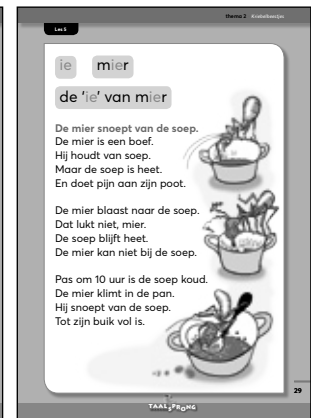 thema 2 Kriebelbeestjes
Les 5
ie mier
de 'ie' van mier
De mier snoept van de soep.
De mier is een boef.
Hij houdt van soep.
Maar de soep is heet.
En doet pijn aan zijn poot.
De mier blaast naar de soep.
Dat lukt niet, mier.
De soep blijft heet.
De mier kan niet bij de soep.
Pas om 10 uur is de soep koud.
De mier klimt in de pan.
Hij snoept van de soep.
Tot zijn buik vol is.
29
TAALSPRONG